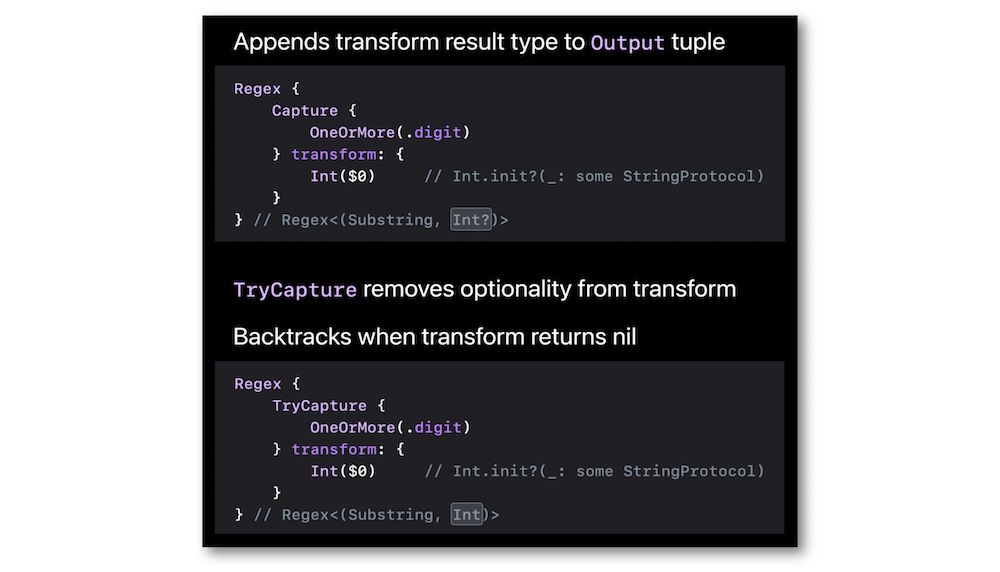 Appends transform result type to Output tuple
Regex {
    Capture {
        OneOrMore(.digit)
    } transform: {
        Int($0)     // Int.init?(_: some StringProtocol)
    }
} // Regex<(Substring, Int?)>
TryCapture removes optionality from transform
Backtracks when transform returns nil
Regex {
    TryCapture {
        OneOrMore(.digit)
    } transform: {
        Int($0)     // Int.init?(_: some StringProtocol)
    }
} // Regex<(Substring, Int)>